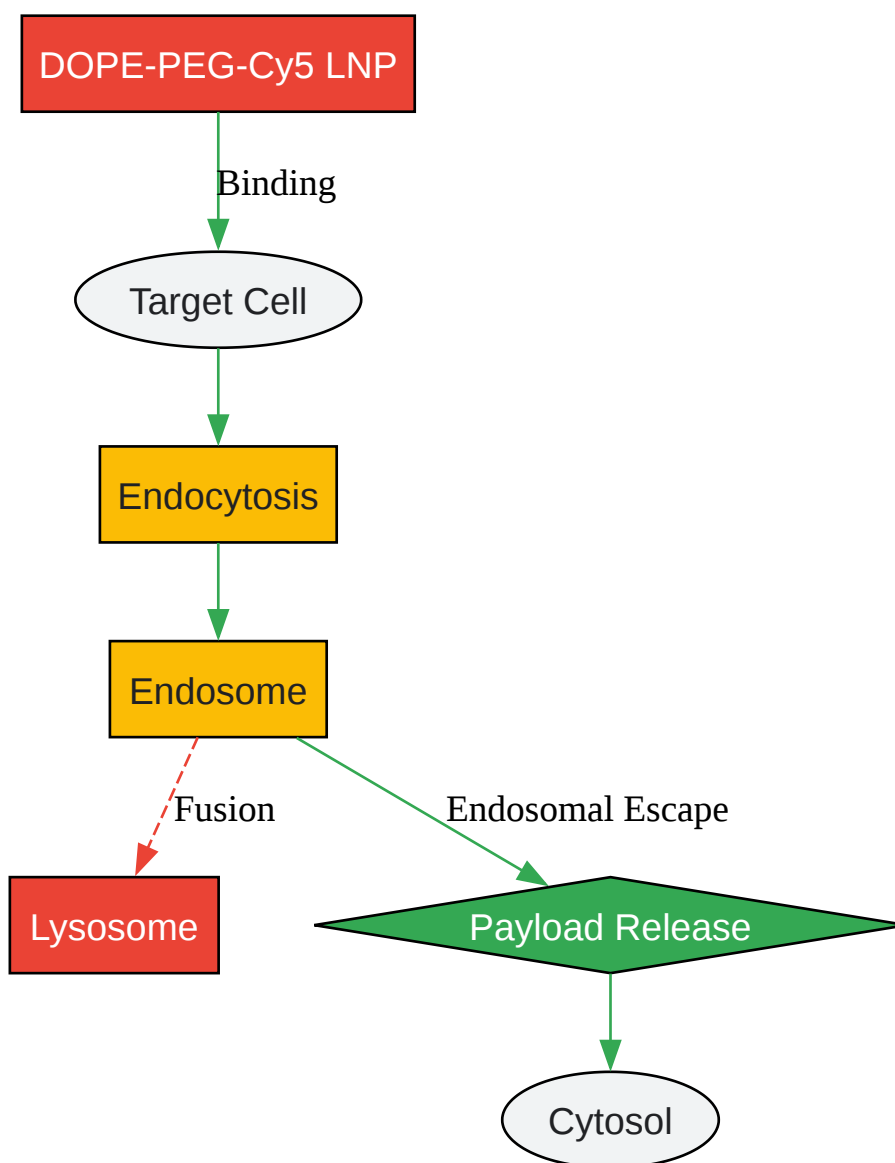 DOPE-PEG-Cy5 LNP
Binding
Target Cell
Endocytosis
Endosome
Fusion
Endosomal Escape
Lysosome
Payload Release
Cytosol